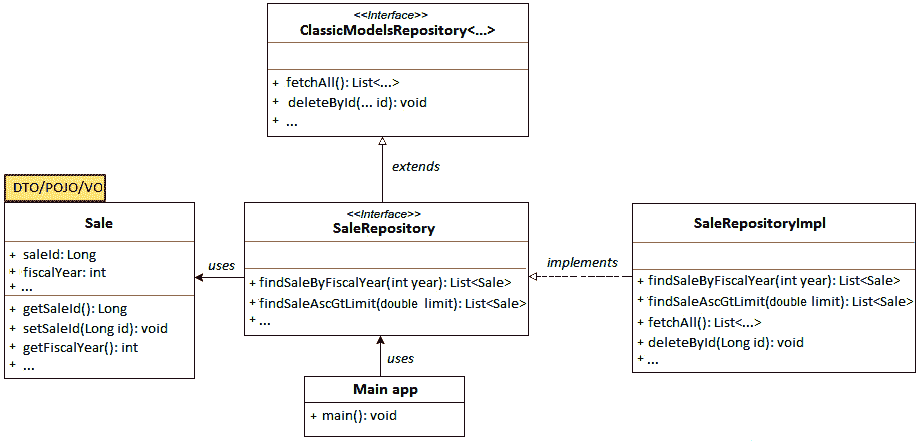 <<Interface>>
ClassicModelsRepository<...>
+ fetchAll(): List<...>
+ deleteById(... id): void
+ ...
extends
DTO/POJO/VO
Sale
+ saleId: Long
+ fiscalYear: int
+ ...
+ getSaleId(): Long
+ setSaleId(Long id): void
+ getFiscalYear(): int
+ ...
uses
<<Interface>>
SaleRepository
+ findSaleByFiscalYear(int year): List<Sale>
+ findSaleAscGtLimit(double limit): List<Sale>
+ ...
implements
SaleRepositoryImpl
+ findSaleByFiscalYear(int year): List<Sale>
+ findSaleAscGtLimit(double limit): List<Sale>
+ fetchAll(): List<...>
+ deleteById(Long id): void
+ ...
uses
Main app
+ main(): void